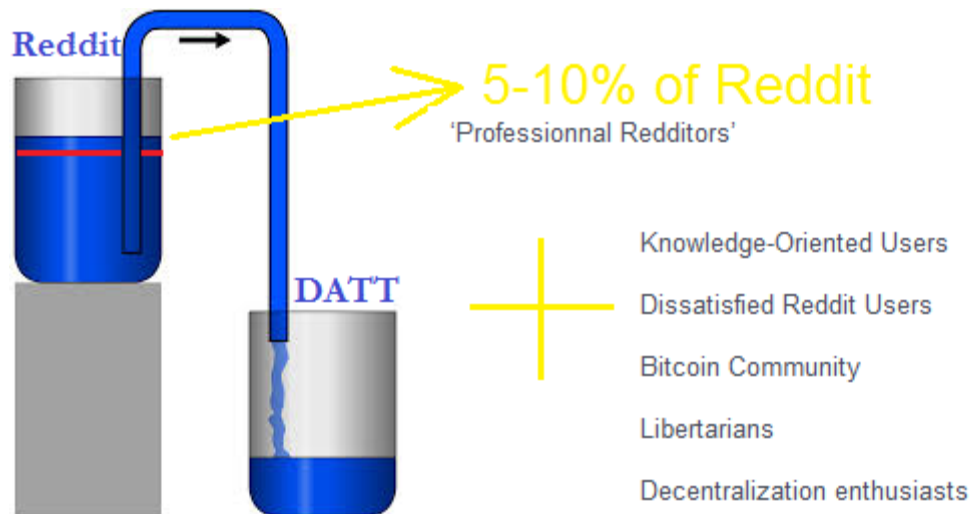 Reddit
5-10% of Reddit
‘Professionnal Redditors’
Knowledge-Oriented Users
DATT
Dissatisfied Reddit Users
Bitcoin Community
Libertarians
Decentralization enthusiasts